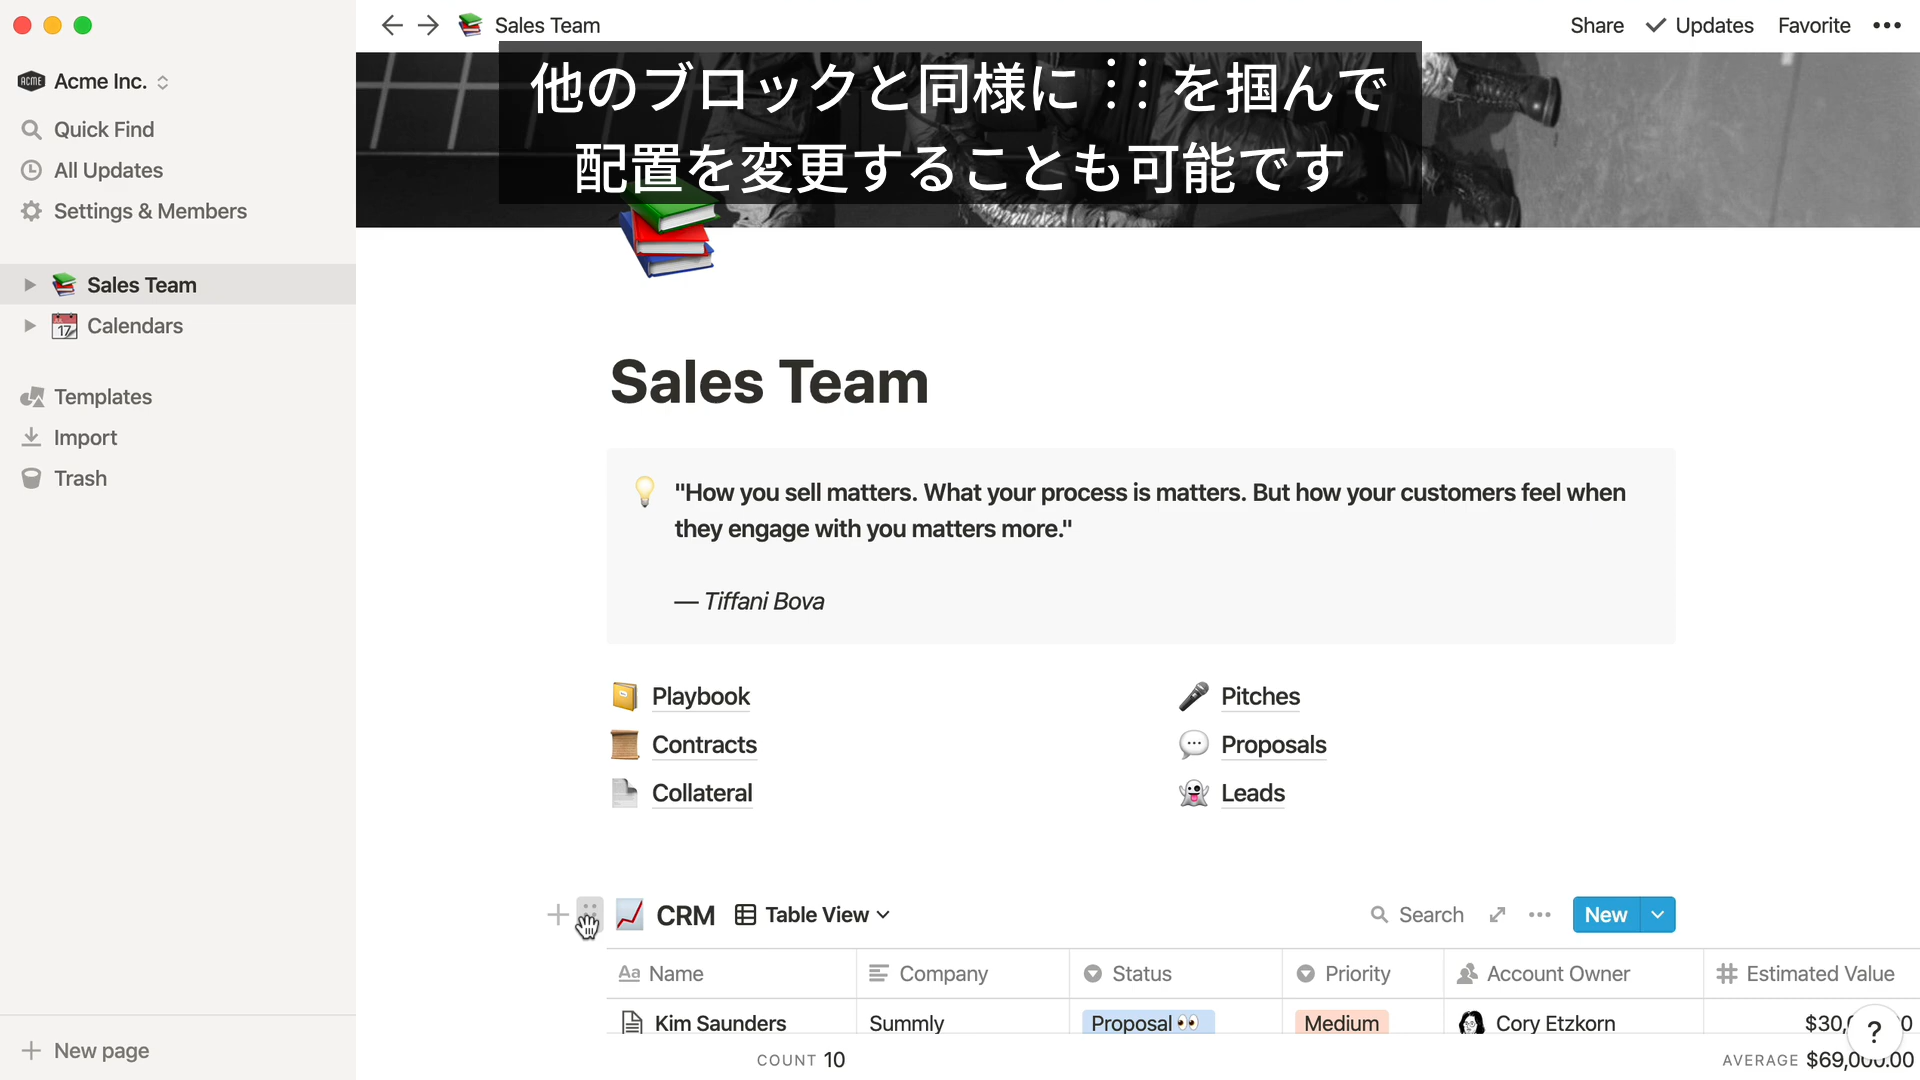 Sales Team
Share
Updates
Favorite
他のブロックと同様に ⋮⋮ を掴んで
配置を変更することも可能です
ACME
Acme Inc.
Quick Find
All Updates
Settings & Members
Sales Team
17
Calendars
Templates
Import
Trash
New page
Sales Team
"How you sell matters. What your process is matters. But how your customers feel when
they engage with you matters more."
— Tiffani Bova
Playbook
Contracts
Collateral
Pitches
Proposals
Leads
CRM
Table View
Search
New
Aa Name
Company
Status
Priority
Account Owner
Estimated Value
Kim Saunders
Summly
Proposal 👀
Medium
Cory Etzkorn
COUNT 10
AVERAGE
?